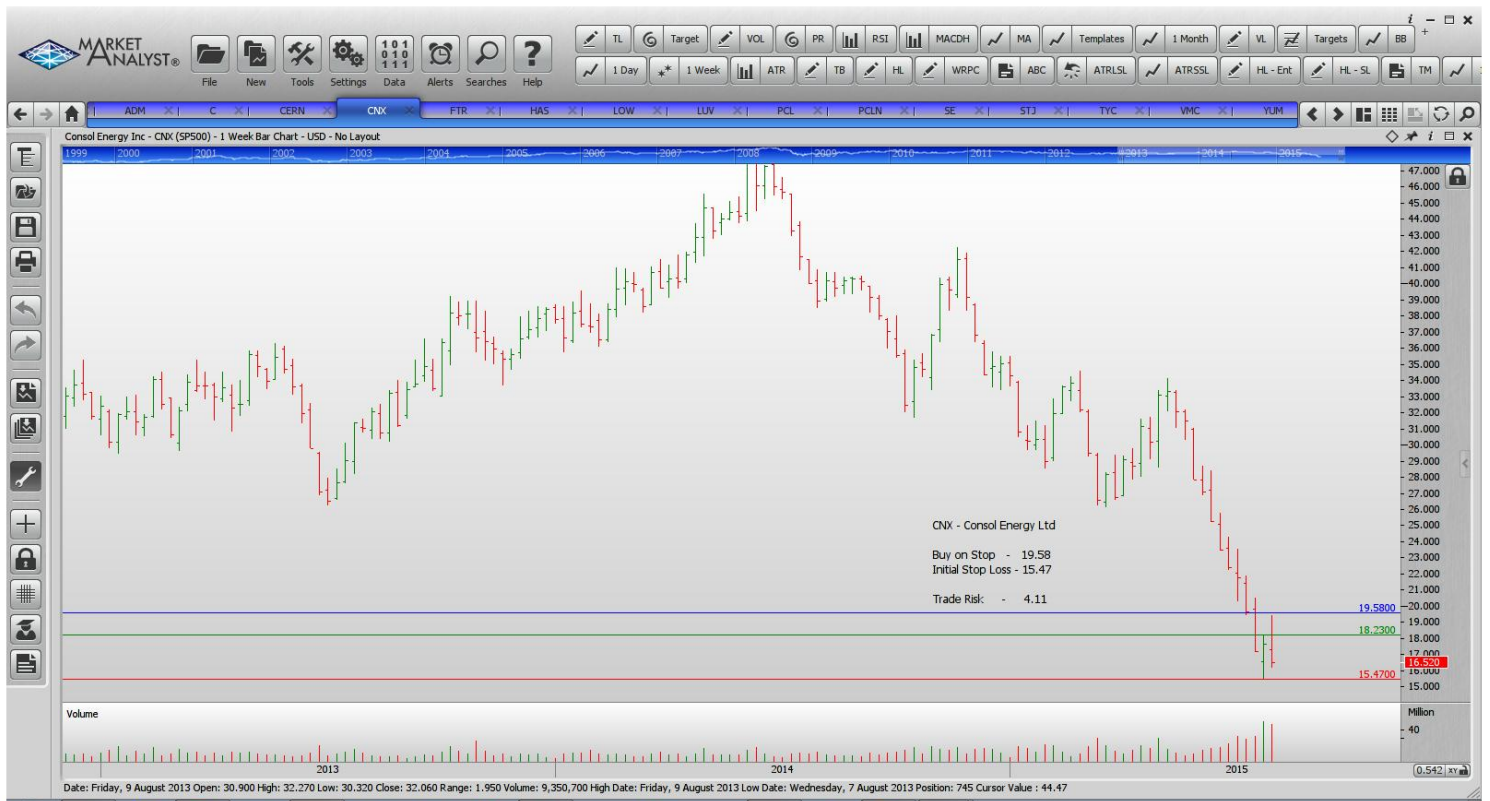 i
MARKET ANALYST®
File New Tools Settings Data Alerts Searches Help
101
010
111
TL Target VOL PR RSI MACDH MA Templates 1 Month VL Targets BB
1 Day 1 Week ATR TB HL WRPC ABC ATRLSL ATRSSL HL - Ent HL - SL TM
ADM C CERN CNX FTR HAS LOW LUV PCL PCLN SE STJ TYC VMC YUM
Consol Energy Inc - CNX (SP500) - 1 Week Bar Chart - USD - No Layout
1999 2000 2001 2002 2003 2004 2005 2006 2007 2008 2009 2010 2011 2012 2013 2014 2015
47.000
46.000
45.000
44.000
43.000
42.000
41.000
40.000
39.000
38.000
37.000
36.000
35.000
34.000
33.000
32.000
31.000
30.000
29.000
28.000
27.000
26.000
25.000
CNX - Consol Energy Ltd
24.000
Buy on Stop - 19.58
23.000
Initial Stop Loss - 15.47
22.000
21.000
Trade Risk - 4.11
20.000
19.5800
19.000
18.2300
18.000
17.000
16.520
16.000
15.4700
15.000
Volume
Million
40
2013 2014 2015
0.542 XY
Date: Friday, 9 August 2013 Open: 30.900 High: 32.270 Low: 30.320 Close: 32.060 Range: 1.950 Volume: 9,350,700 High Date: Friday, 9 August 2013 Low Date: Wednesday, 7 August 2013 Position: 745 Cursor Value : 44.47